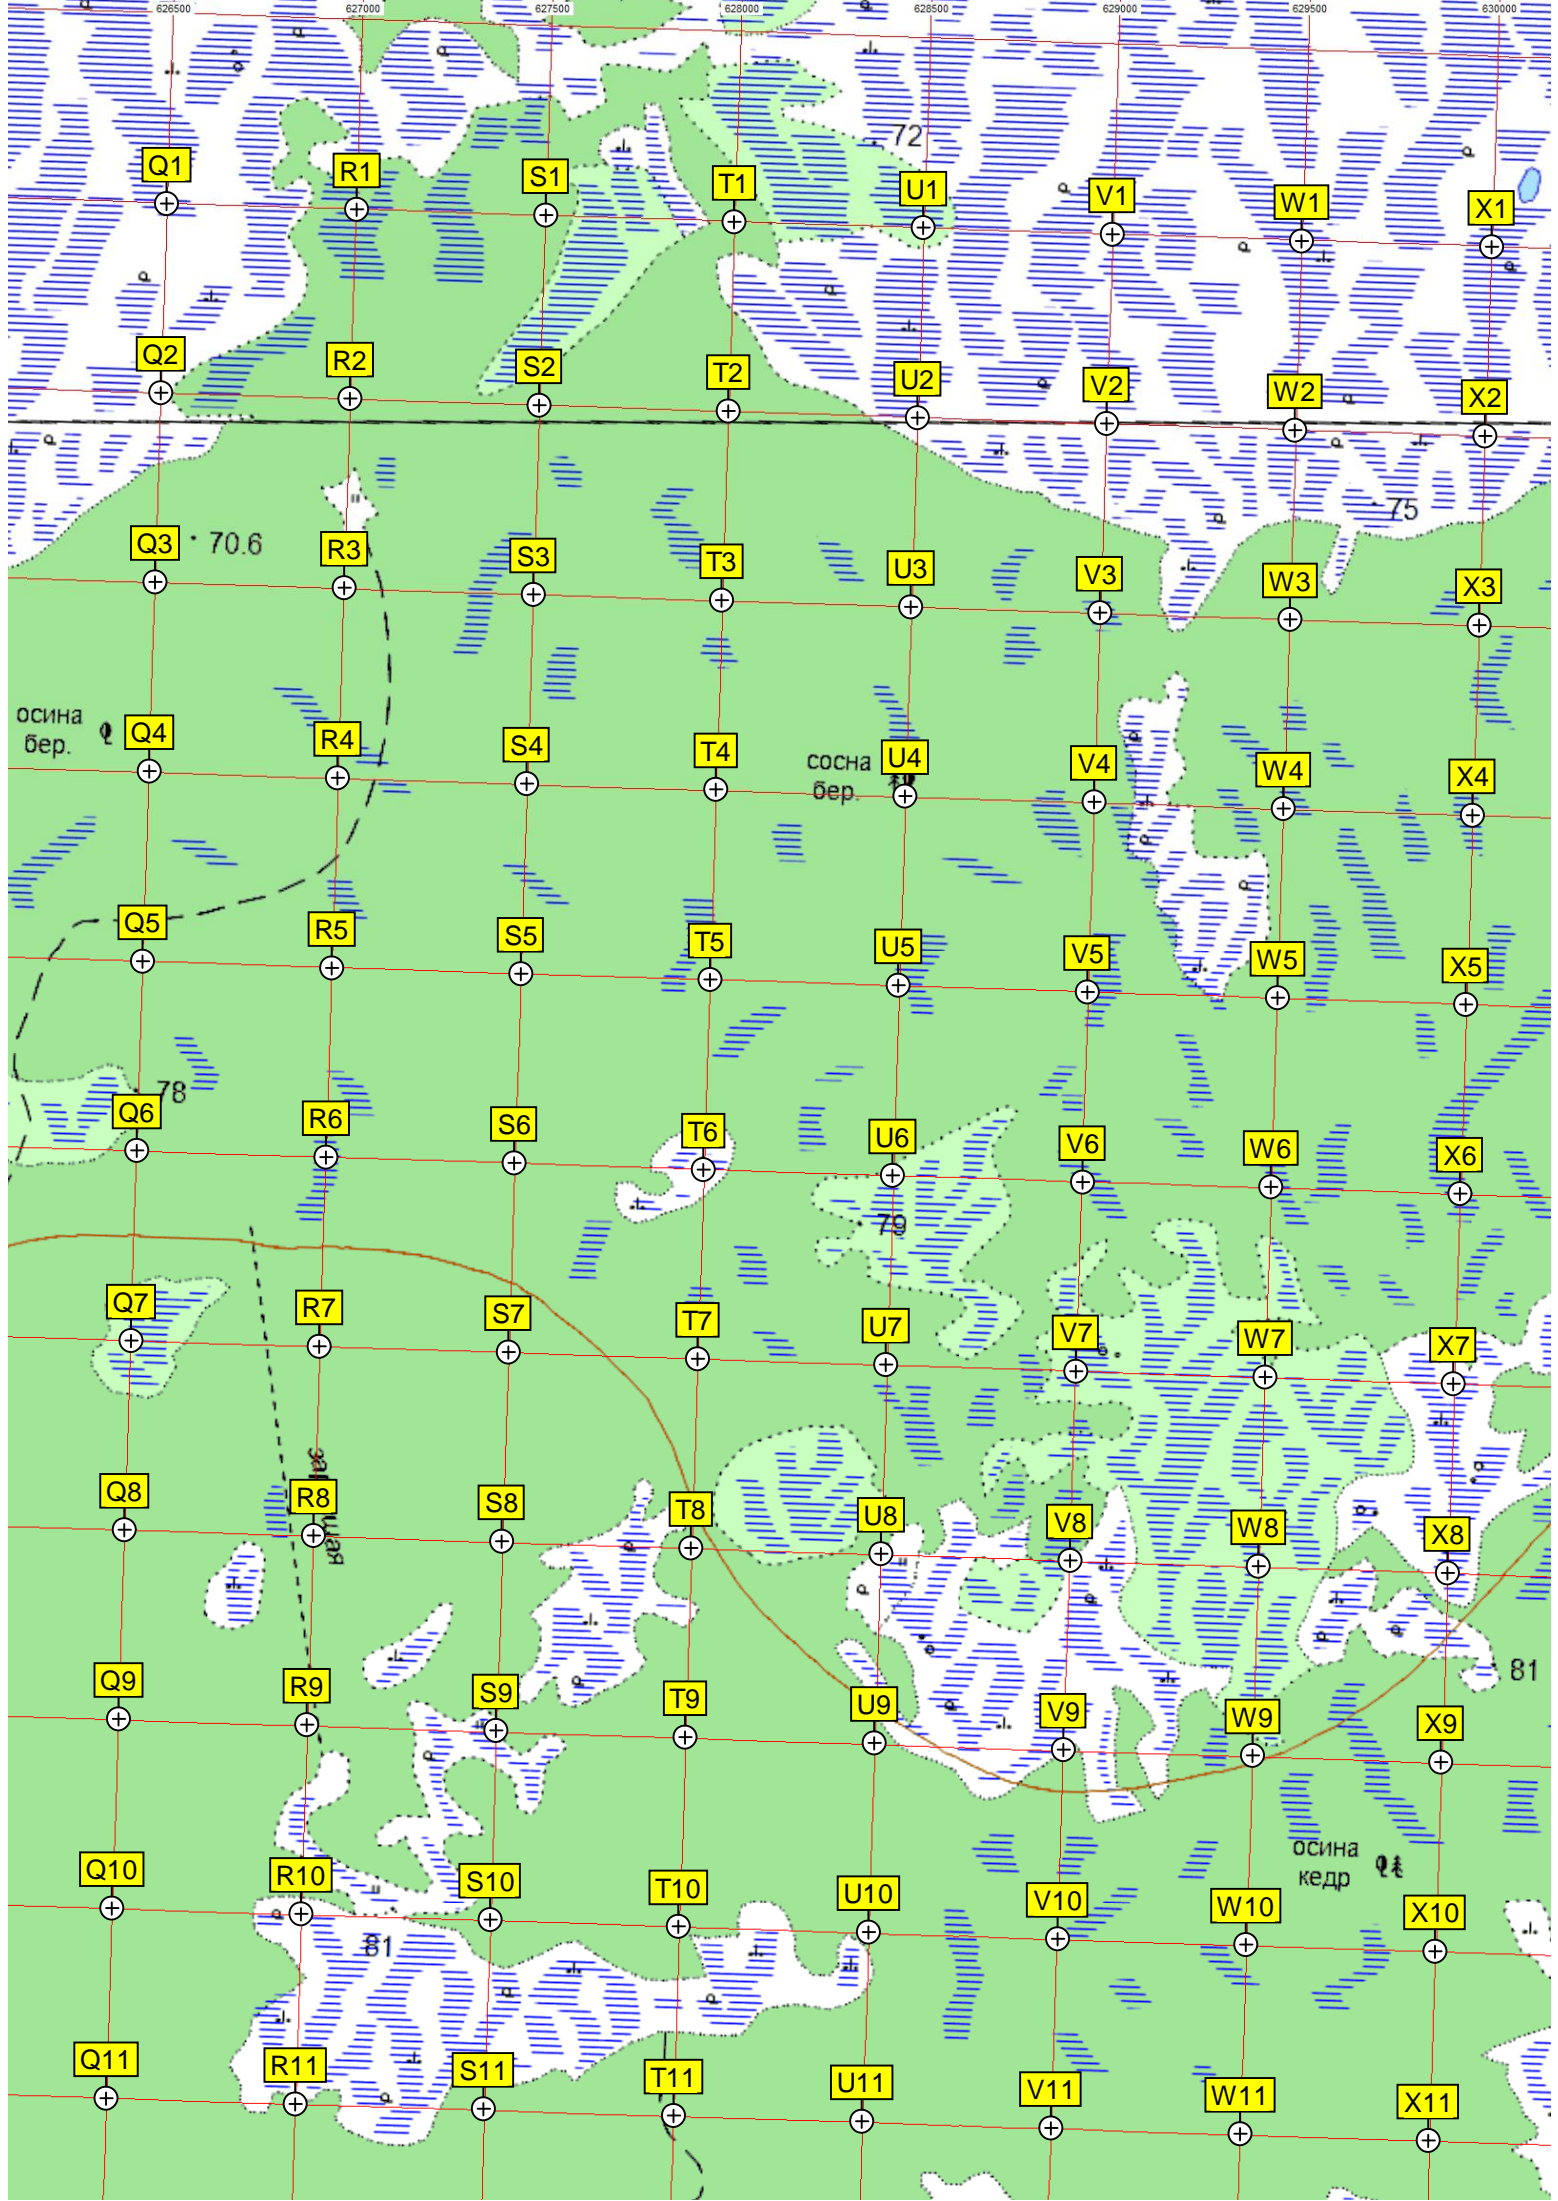 626500 627000 627500 628000 628500 629000 629500 630000
72
Q1 R1 S1 T1 U1 V1 W1 X1
Q2 R2 S2 T2 U2 V2 W2 X2
75
70.6
Q3 R3 S3 T3 U3 V3 W3 X3
осина
бер.
Q4 R4 S4 T4 U4 V4 W4 X4
сосна
бер.
Q5 R5 S5 T5 U5 V5 W5 X5
78
Q6 R6 S6 T6 U6 V6 W6 X6
79
Q7 R7 S7 T7 U7 V7 W7 X7
Q8 R8 S8 T8 U8 V8 W8 X8
81
Q9 R9 S9 T9 U9 V9 W9 X9
осина
кедр
Q10 R10 S10 T10 U10 V10 W10 X10
81
Q11 R11 S11 T11 U11 V11 W11 X11